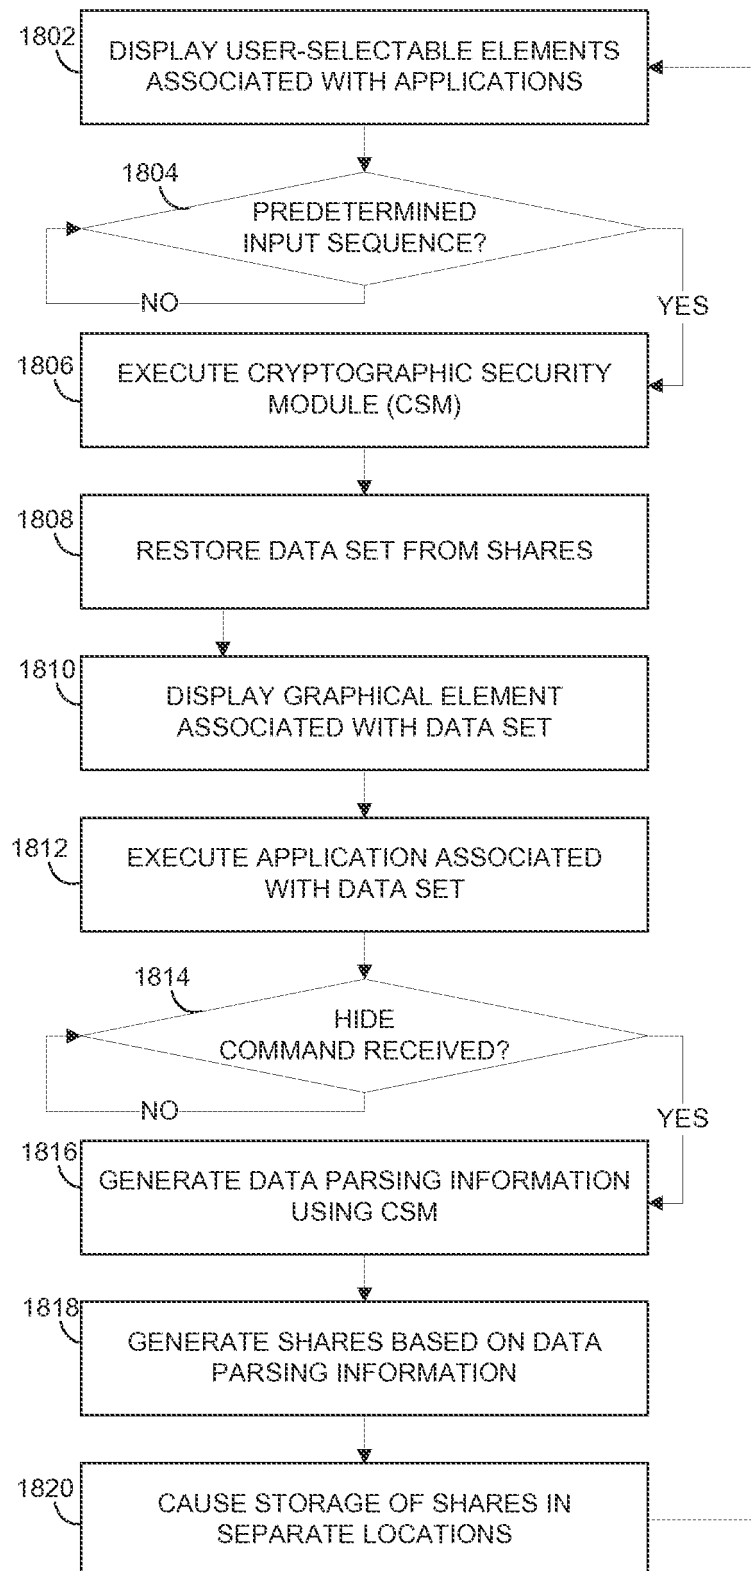 1802
DISPLAY USER-SELECTABLE ELEMENTS
ASSOCIATED WITH APPLICATIONS
1804
PREDETERMINED
INPUT SEQUENCE?
NO
YES
1806
EXECUTE CRYPTOGRAPHIC SECURITY
MODULE (CSM)
1808
RESTORE DATA SET FROM SHARES
1810
DISPLAY GRAPHICAL ELEMENT
ASSOCIATED WITH DATA SET
1812
EXECUTE APPLICATION ASSOCIATED
WITH DATA SET
1814
HIDE
COMMAND RECEIVED?
NO
YES
1816
GENERATE DATA PARSING INFORMATION
USING CSM
1818
GENERATE SHARES BASED ON DATA
PARSING INFORMATION
1820
CAUSE STORAGE OF SHARES IN
SEPARATE LOCATIONS